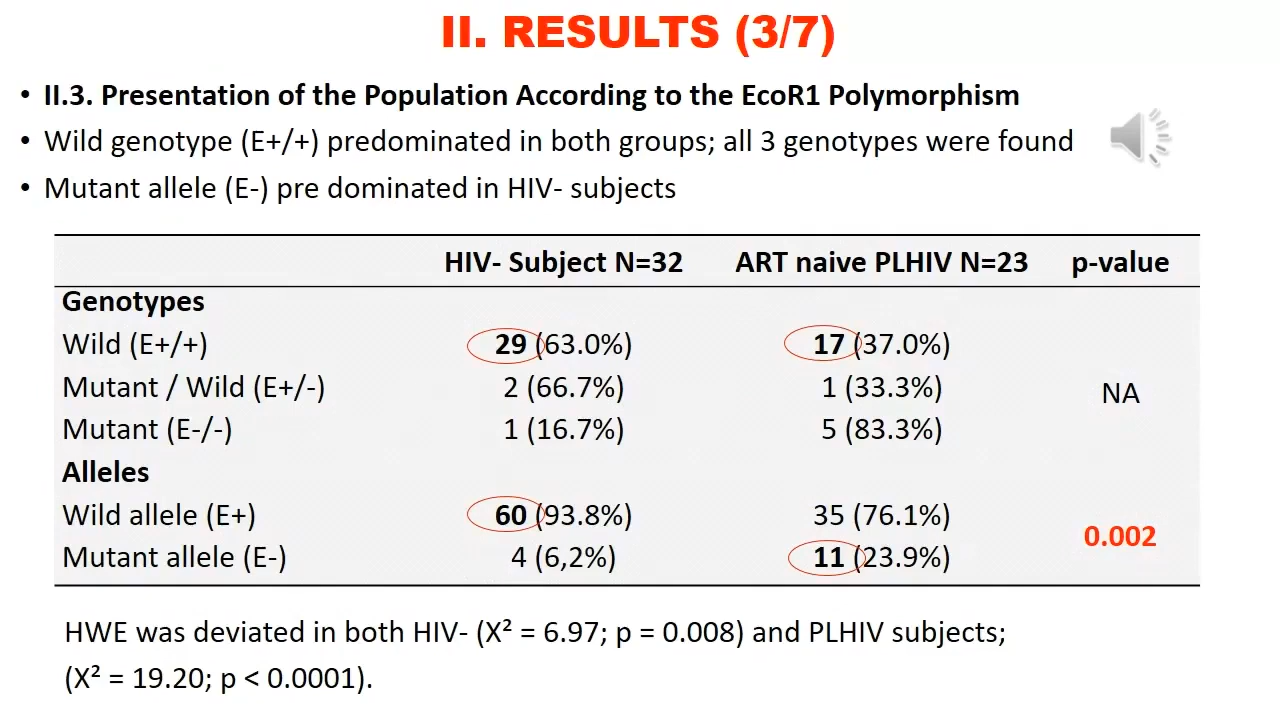 II. RESULTS (3/7)
• II.3. Presentation of the Population According to the EcoR1 Polymorphism
• Wild genotype (E+/+) predominated in both groups; all 3 genotypes were found
• Mutant allele (E-) pre dominated in HIV- subjects
HIV- Subject N=32 ART naive PLHIV N=23 p-value
Genotypes
Wild (E+/+) 29 (63.0%) 17 (37.0%)
Mutant / Wild (E+/-) 2 (66.7%) 1 (33.3%) NA
Mutant (E-/-) 1 (16.7%) 5 (83.3%)
Alleles
Wild allele (E+) 60 (93.8%) 35 (76.1%) 0.002
Mutant allele (E-) 4 (6,2%) 11 (23.9%)
HWE was deviated in both HIV- (X² = 6.97; p = 0.008) and PLHIV subjects;
(X² = 19.20; p < 0.0001).